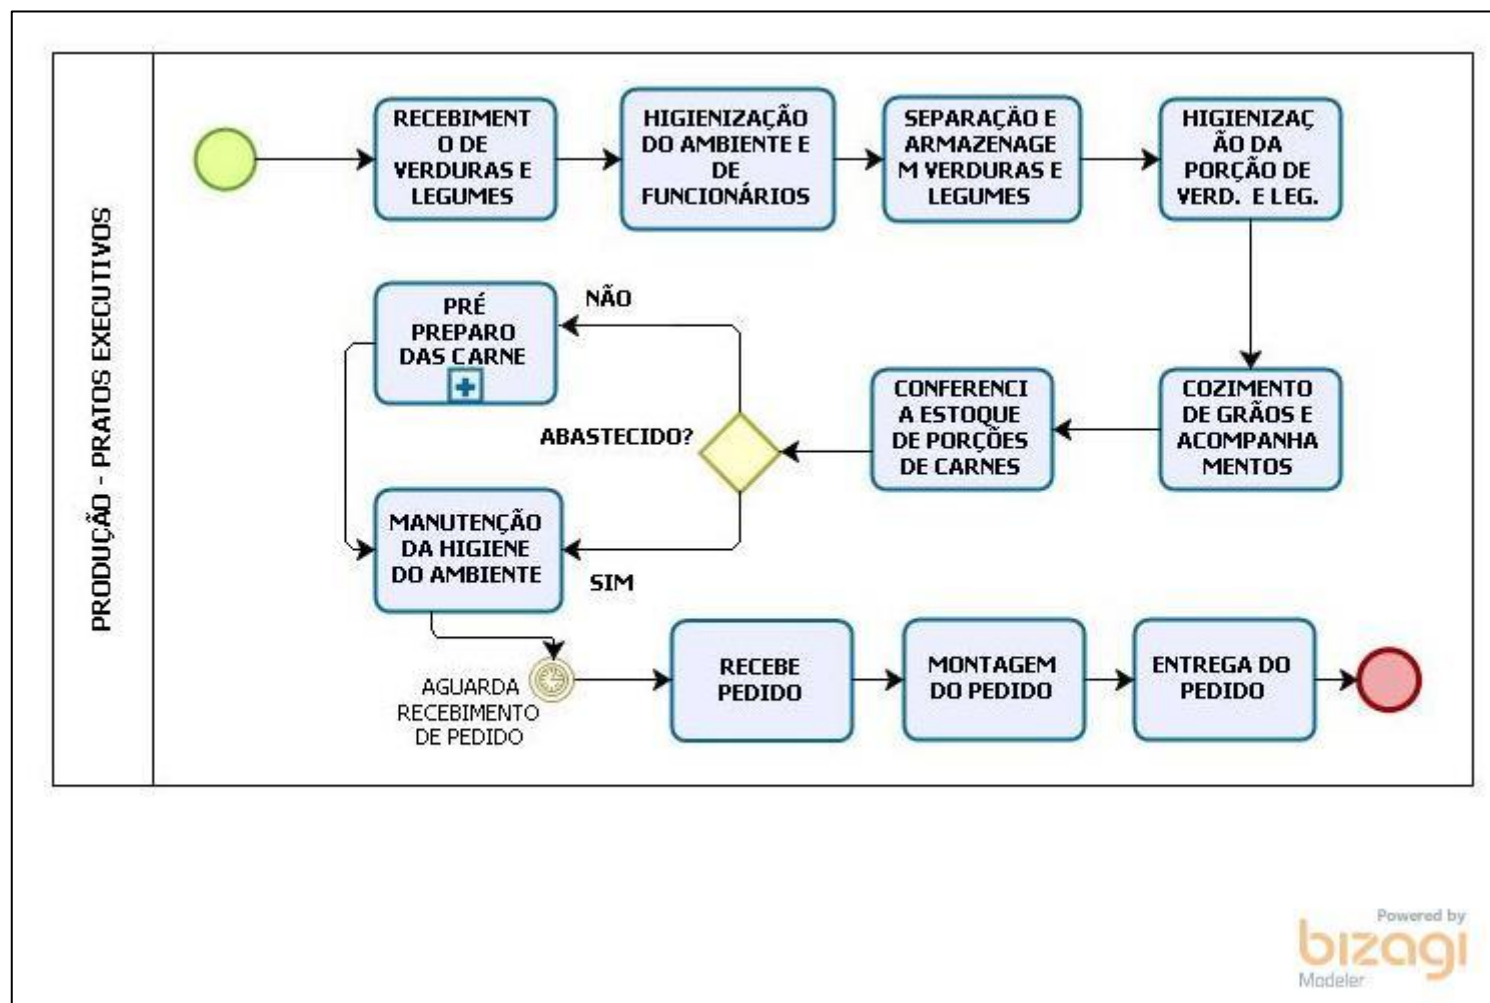 PRODUÇÃO - PRATOS EXECUTIVOS
RECEBIMENT
O DE
VERDURAS E
LEGUMES
HIGIENIZAÇÃO
DO AMBIENTE E
DE
FUNCIONÁRIOS
SEPARAÇÃO E
ARMAZENAGE
M VERDURAS E
LEGUMES
HIGIENIZAÇ
ÃO DA
PORÇÃO DE
VERD. E LEG.
PRÉ
PREPARO
DAS CARNE
NÃO
ABASTECIDO?
CONFERENCI
A ESTOQUE
DE PORÇÕES
DE CARNES
COZIMENTO
DE GRÃOS E
ACOMPANHA
MENTOS
MANUTENÇÃO
DA HIGIENE
DO AMBIENTE
SIM
AGUARDA
RECEBIMENTO
DE PEDIDO
RECEBE
PEDIDO
MONTAGEM
DO PEDIDO
ENTREGA DO
PEDIDO
Powered by
bizagi
Modeler